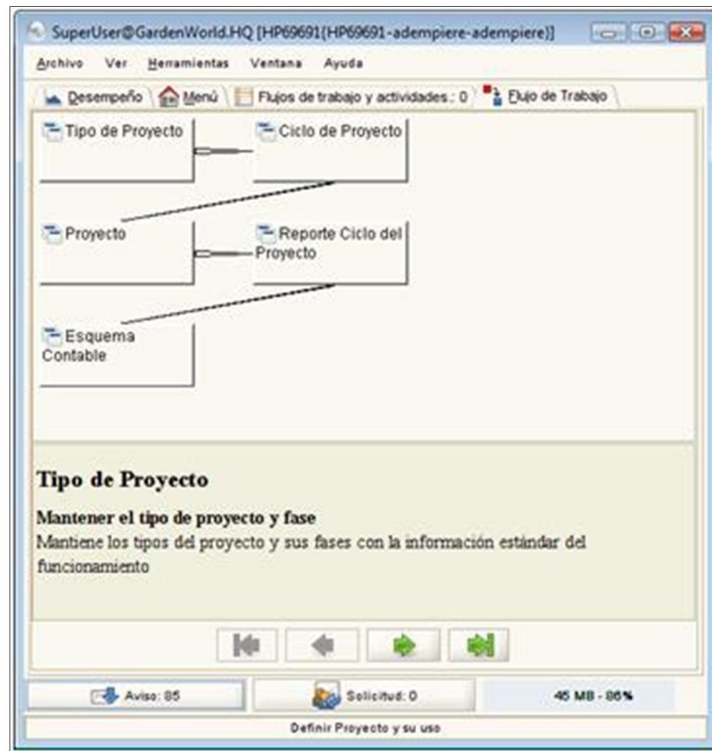 SuperUser@GardenWorld.HQ [HP69691{HP69691-adempiere-adempiere}]
Archivo Ver Herramientas Ventana Ayuda
Desempeño Menú Flujos de trabajo y actividades.: 0 Flujo de Trabajo
Tipo de Proyecto Ciclo de Proyecto
Proyecto Reporte Ciclo del
Proyecto
Esquema
Contable
Tipo de Proyecto
Mantener el tipo de proyecto y fase
Mantiene los tipos del proyecto y sus fases con la información estándar del
funcionamiento
Aviso: 85 Solicitud: 0 45 MB - 86%
Definir Proyecto y su uso